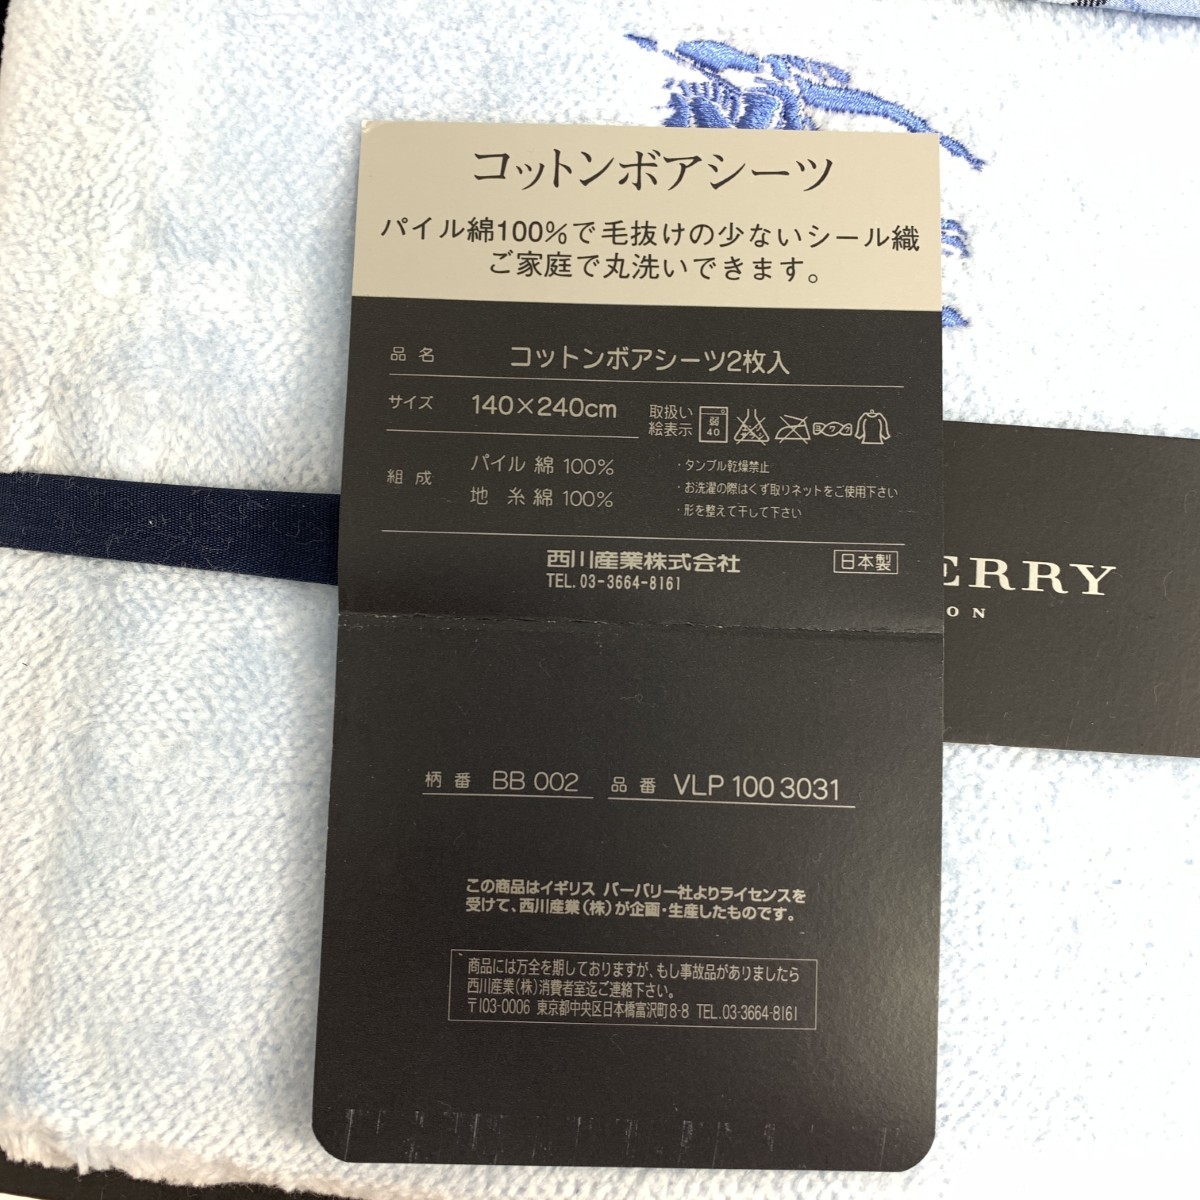 コットンボアシーツ
パイル綿100%で毛抜けの少ないシール織
ご家庭で丸洗いできます。
品名 コットンボアシーツ2枚入
サイズ 140×240cm
取扱い
絵表示
弱
40
組成
パイル 綿 100%
地 糸 綿 100%
・タンブル乾燥禁止
・お洗濯の際はくず取りネットをご使用下さい
・形を整えて干して下さい
西川産業株式会社
TEL. 03-3664-8161
日本製
ERRY
ON
柄番 BB 002 品番 VLP 100 3031
この商品はイギリス バーバリー社よりライセンスを
受けて、西川産業(株)が企画・生産したものです。
商品には万全を期しておりますが、もし事故品がありましたら
西川産業(株)消費者室迄ご連絡下さい。
〒103-0006 東京都中央区日本橋富沢町8-8 TEL. 03-3664-8161